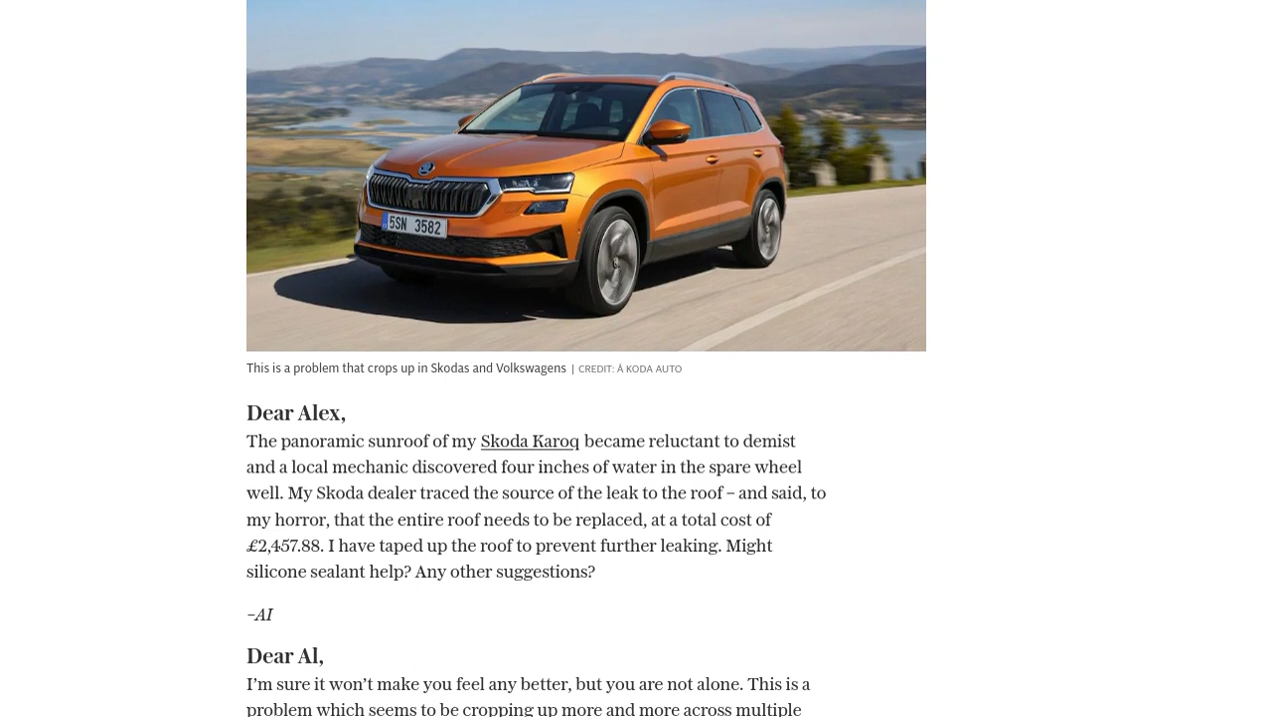 5SN 3582
This is a problem that crops up in Skodas and Volkswagens | CREDIT: Å KODA AUTO
Dear Alex,
The panoramic sunroof of my Skoda Karoq became reluctant to demist
and a local mechanic discovered four inches of water in the spare wheel
well. My Skoda dealer traced the source of the leak to the roof – and said, to
my horror, that the entire roof needs to be replaced, at a total cost of
£2,457.88. I have taped up the roof to prevent further leaking. Might
silicone sealant help? Any other suggestions?
–AI
Dear Al,
I’m sure it won’t make you feel any better, but you are not alone. This is a
problem which seems to be cropping up more and more across multiple